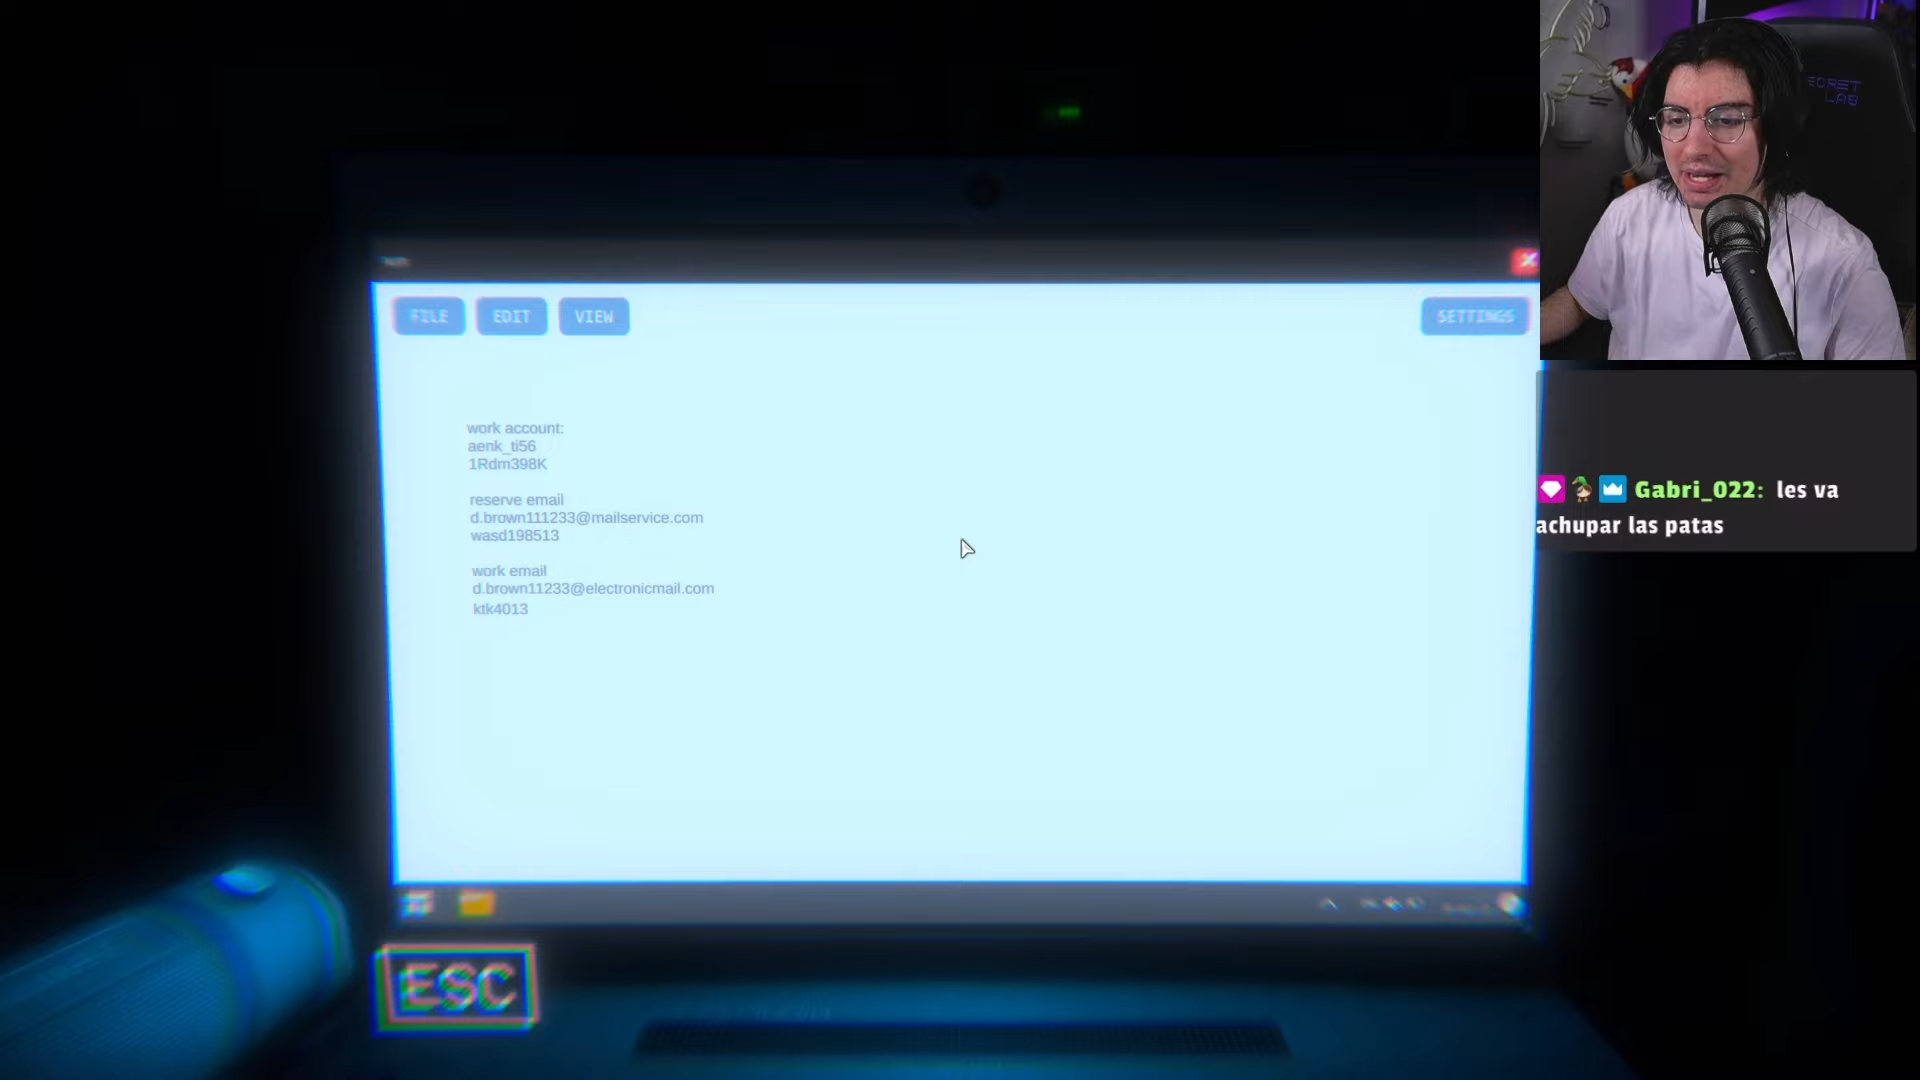 FILE EDIT VIEW SETTINGS
work account:
aenk_ti56
1Rdm398K
reserve email
d.brown111233@mailservice.com
wasd198513
work email
d.brown11233@electronicmail.com
ktk4013
ESC
Gabri_022: les va
achupar las patas